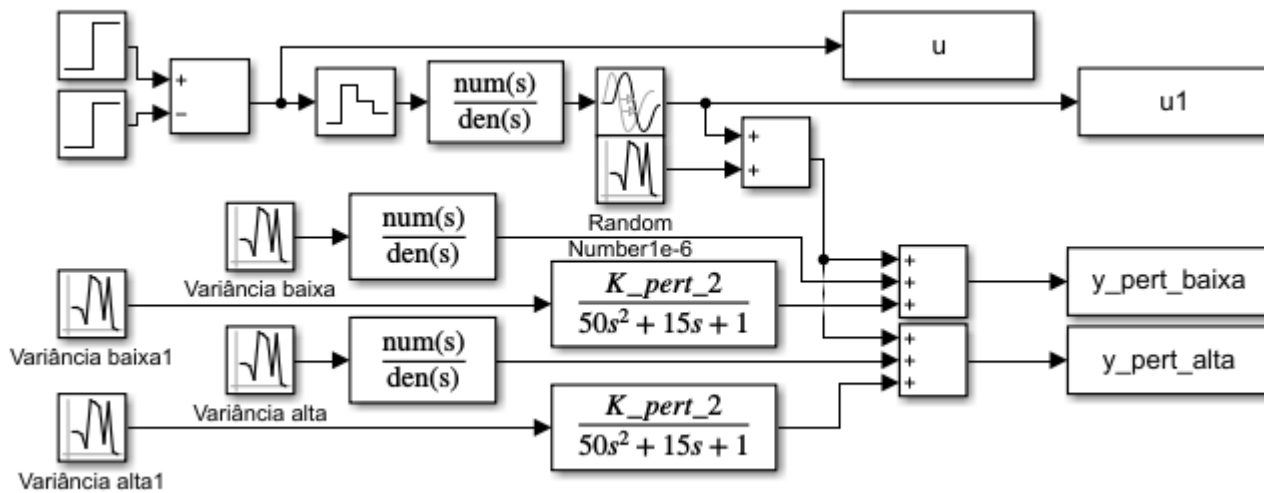 u
+
−
num(s)
den(s)
u1
+
+
Random
Number1e-6
num(s)
den(s)
Variância baixa
+
+
+
y_pert_baixa
K_pert_2
50s² + 15s + 1
Variância baixa1
num(s)
den(s)
+
+
+
y_pert_alta
Variância alta
K_pert_2
50s² + 15s + 1
Variância alta1